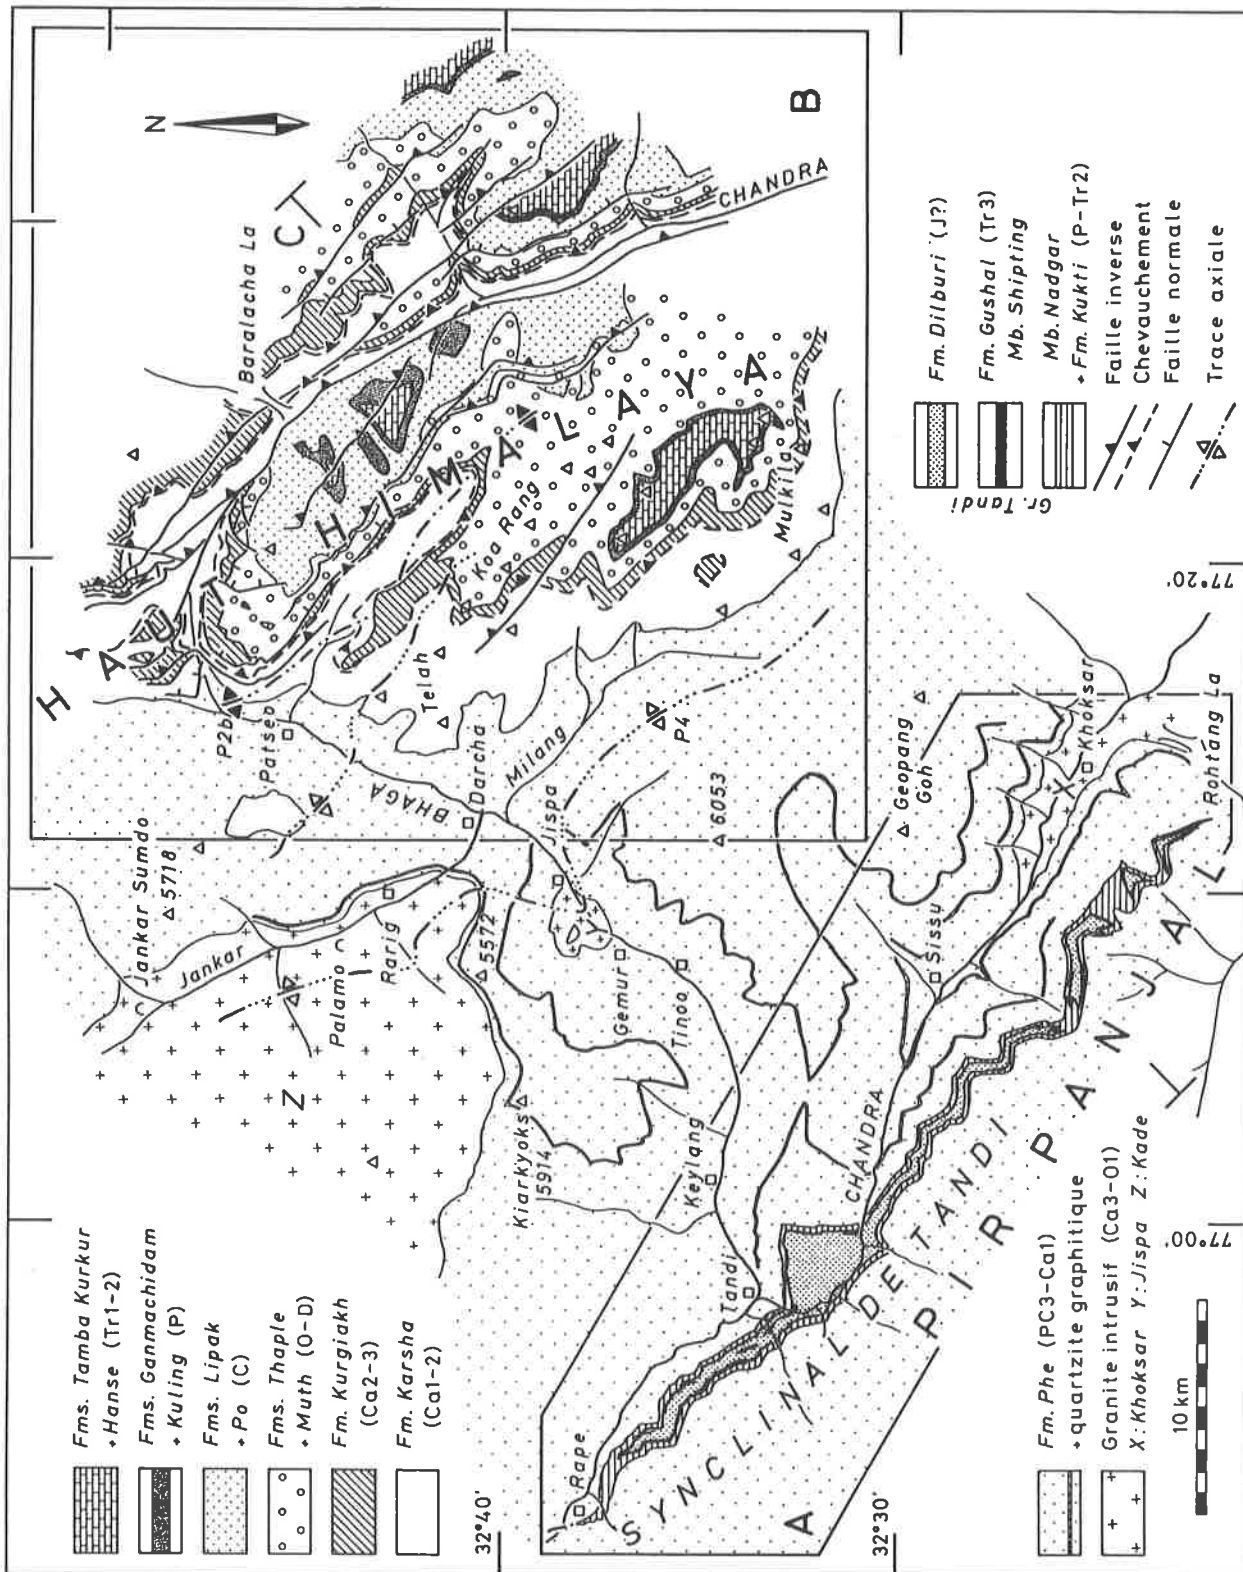 Fms. Tamba Kurkur
+ Hanse (Tr1-2)
Fms. Ganmachidam
+ Kuling (P)
Fms. Lipak
+ Po (C)
Fms. Thaple
+ Muth (O-D)
Fm. Kurgiakh
(Ca2-3)
Fm. Karsha
(Ca1-2)
32°40'
32°30'
77°00'
77°20'
N
HAUT HIMALAYA
CT
Baralacha La
CHANDRA
B
Koa Rang
Mulkila
Telah
P2b
Patseo
BHAGA
Darcha
Milang
P4
Jankar Sumdo
5718
Jankar
Palamo
Rarig
5572
Z
Jispa
Y
6053
Gemur
Tinoo
Kiarkyoks
5914
Keylang
Tandi
CHANDRA
Sissu
Geopang
Goh
X
Khoksar
Rohtang La
Rape
SYNCLINAL DE TANDI
PIR PANJAL
A
Fm. Phe (PC3-Ca1)
+ quartzite graphitique
Granite intrusif (Ca3-O1)
X: Khoksar Y: Jispa Z: Kade
10 km
Gr. Tandi
Fm. Dilburi (J?)
Fm. Gushal (Tr3)
Mb. Shipting
Mb. Nadgar
+ Fm. Kukti (P-Tr2)
Faille inverse
Chevauchement
Faille normale
Trace axiale